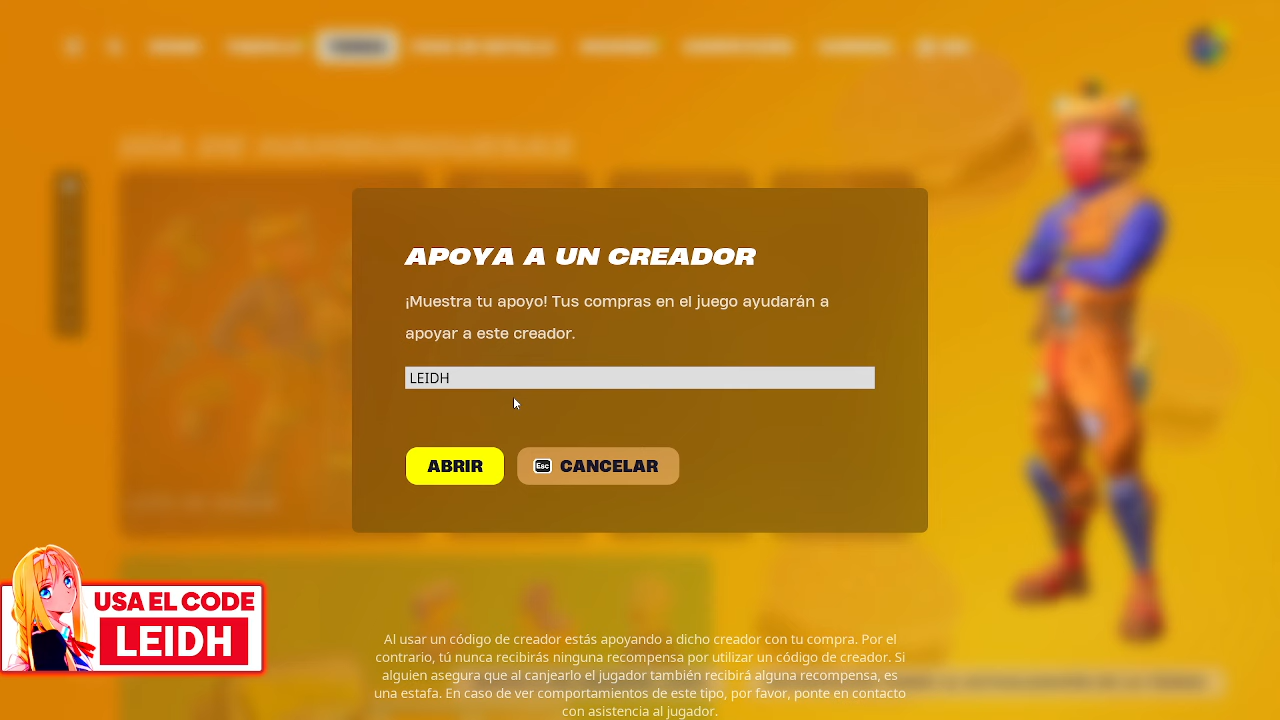 APOYA A UN CREADOR
¡Muestra tu apoyo! Tus compras en el juego ayudarán a
apoyar a este creador.
LEIDH
ABRIR
Esc CANCELAR
USA EL CODE
LEIDH
Al usar un código de creador estás apoyando a dicho creador con tu compra. Por el
contrario, tú nunca recibirás ninguna recompensa por utilizar un código de creador. Si
alguien asegura que al canjearlo el jugador también recibirá alguna recompensa, es
una estafa. En caso de ver comportamientos de este tipo, por favor, ponte en contacto
con asistencia al jugador.